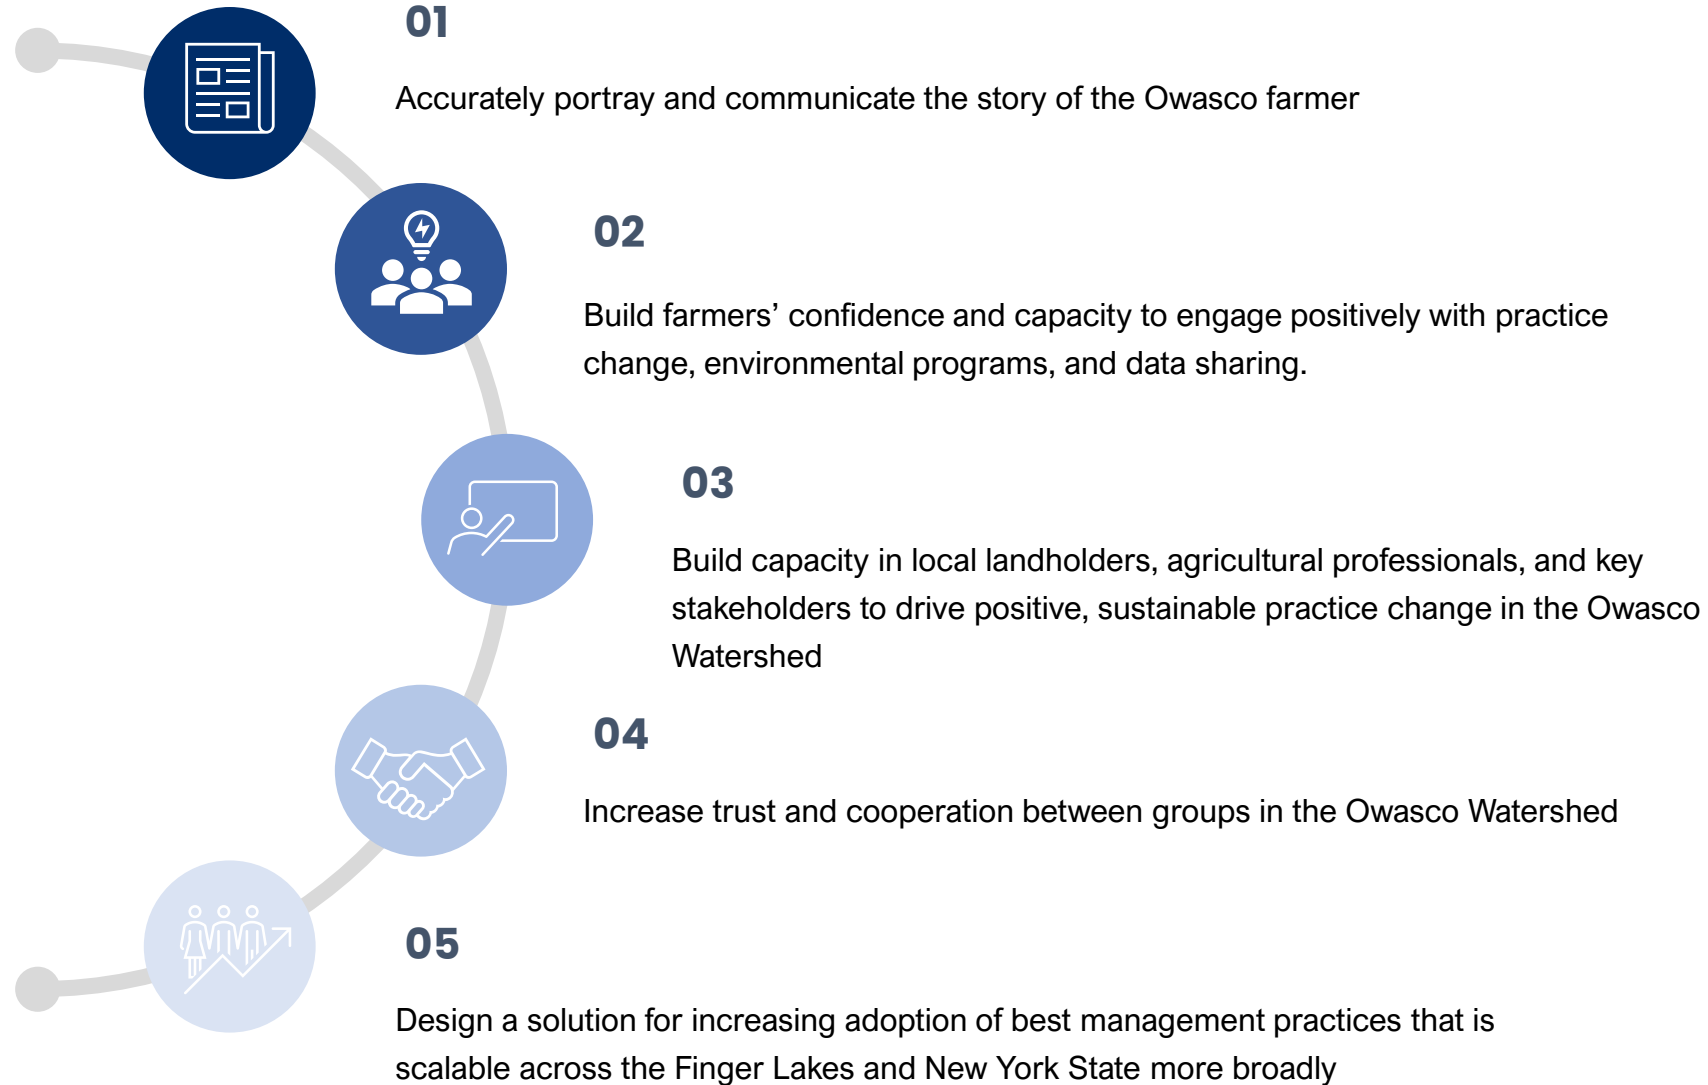 01
Accurately portray and communicate the story of the Owasco farmer
02
Build farmers’ confidence and capacity to engage positively with practice
change, environmental programs, and data sharing.
03
Build capacity in local landholders, agricultural professionals, and key
stakeholders to drive positive, sustainable practice change in the Owasco
Watershed
04
Increase trust and cooperation between groups in the Owasco Watershed
05
Design a solution for increasing adoption of best management practices that is
scalable across the Finger Lakes and New York State more broadly